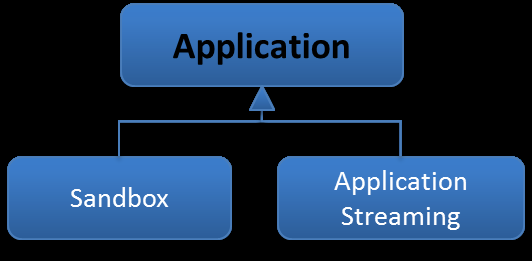 Application
Sandbox
Application
Streaming